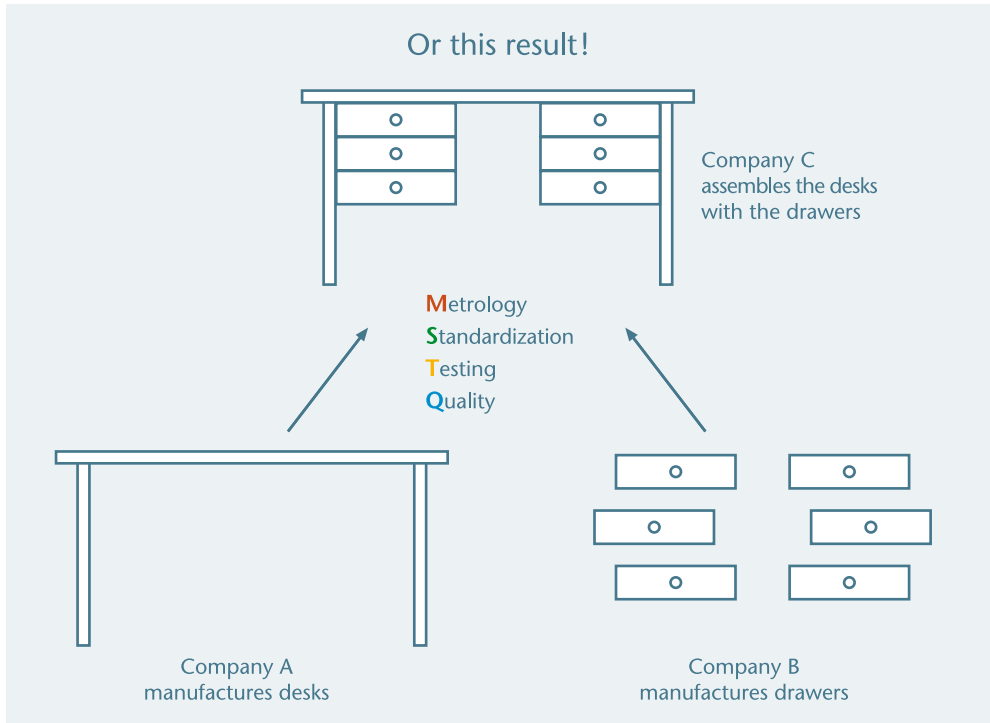 Or this result!
Company C
assembles the desks
with the drawers
Metrology
Standardization
Testing
Quality
Company A
manufactures desks
Company B
manufactures drawers